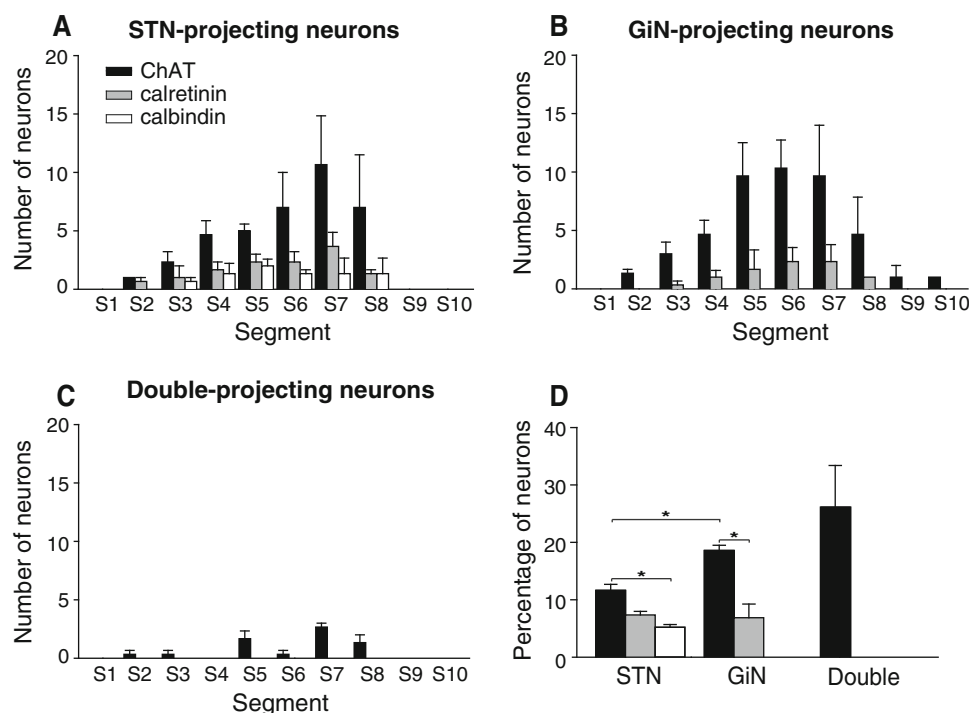 A
STN-projecting neurons
20
15
10
5
0
Number of neurons
ChAT
calretinin
calbindin
S1 S2 S3 S4 S5 S6 S7 S8 S9 S10
Segment
B
GiN-projecting neurons
20
15
10
5
0
Number of neurons
S1 S2 S3 S4 S5 S6 S7 S8 S9 S10
Segment
C
Double-projecting neurons
20
15
10
5
0
Number of neurons
S1 S2 S3 S4 S5 S6 S7 S8 S9 S10
Segment
D
40
30
20
10
0
Percentage of neurons
*
*
*
STN GiN Double